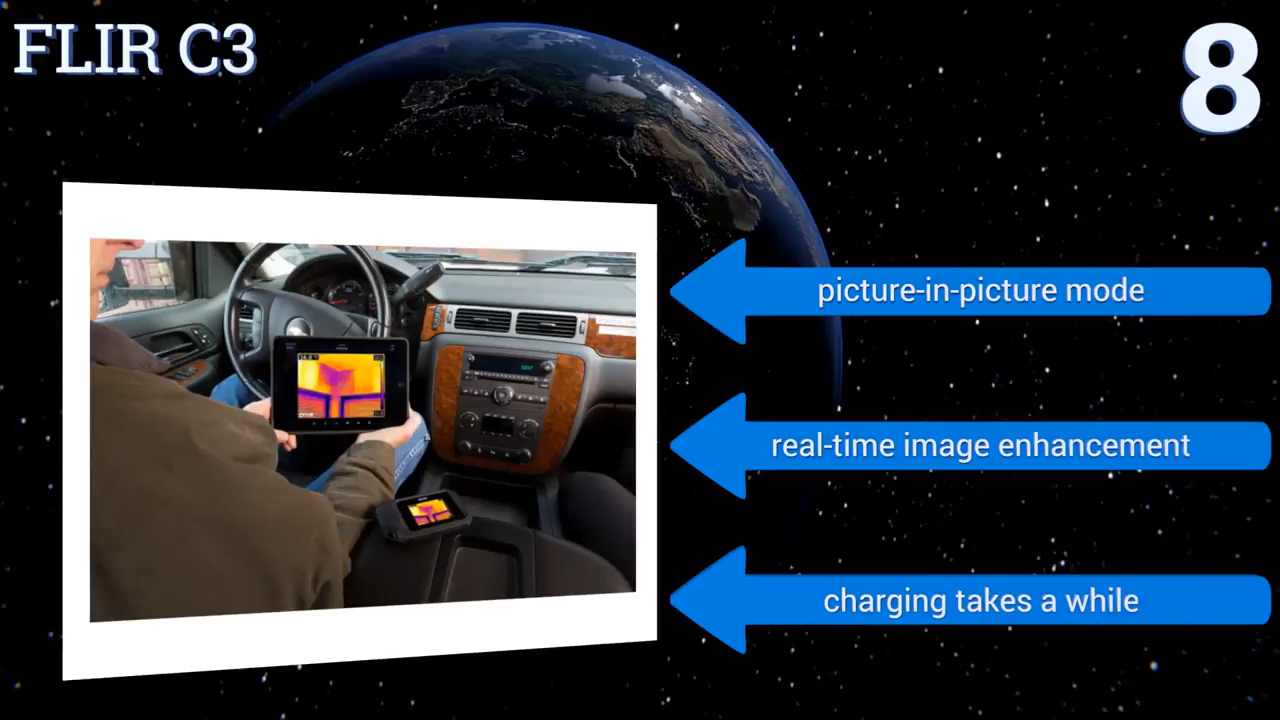 FLIR C3
8
picture-in-picture mode
real-time image enhancement
charging takes a while